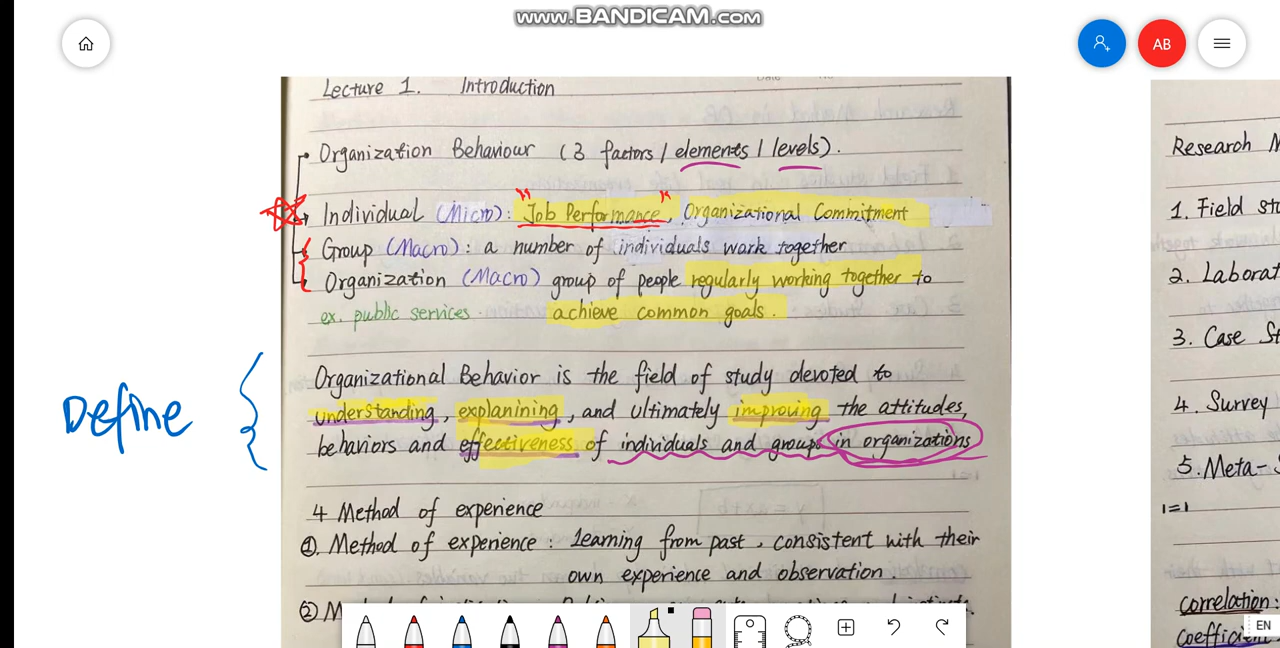 www.BANDICAM.com
AB
Lecture 1. Introduction
Organization Behaviour (3 factors / elements / levels).
Individual (Micro): "Job Performance", Organizational Commitment
Group (Macro): a number of individuals work together
Organization (Macro) group of people regularly working together to
ex. public services. achieve common goals.
Define
Organizational Behavior is the field of study devoted to
understanding, explanining, and ultimately improving the attitudes,
behaviors and effectiveness of individuals and groups in organizations
4 Method of experience
①. Method of experience: learning from past, consistent with their
own experience and observation.
②
Research
1. Field
2.
3. Case
4. Survey
5. Meta-
1=1
correlation:
EN